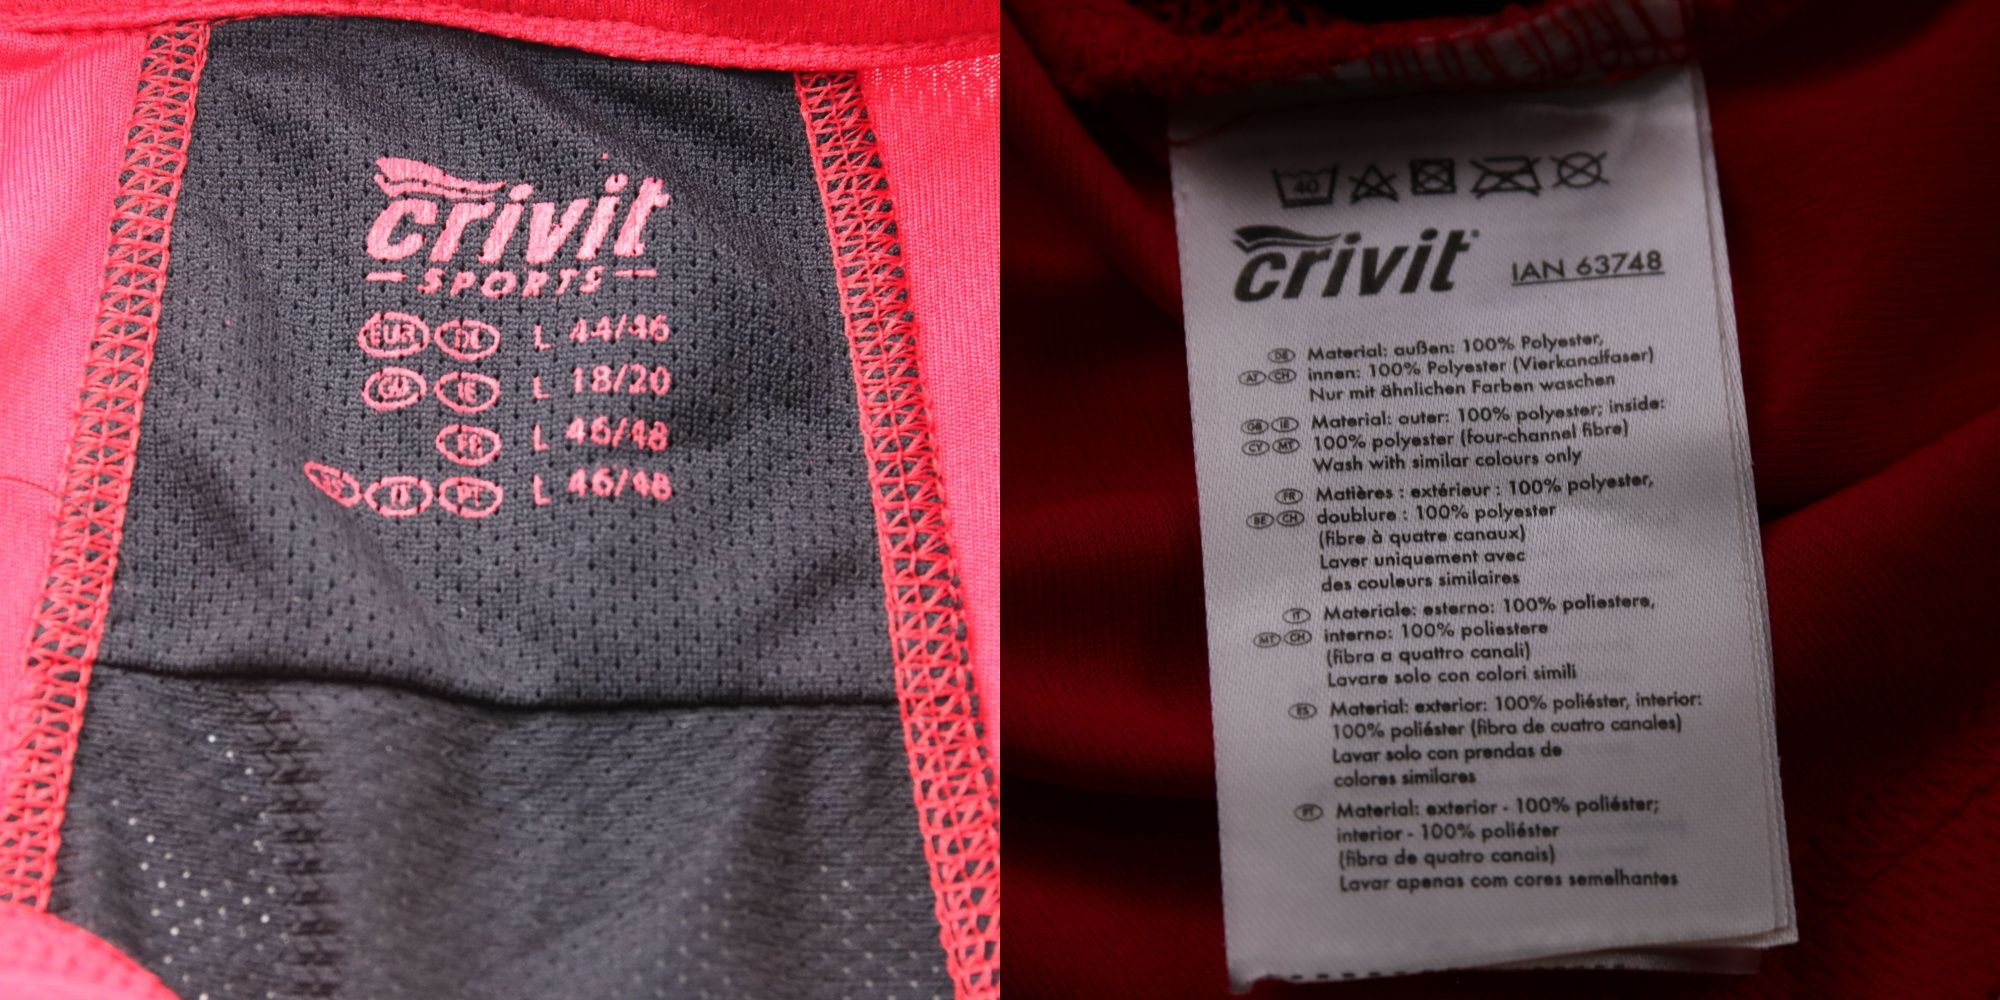 crivit
SPORTS
EUR L 44/46
GB IE L 18/20
FR L 46/48
ES IT PT L 46/48
40
crivit IAN 63748
DE Material: außen: 100% Polyester,
AT CH innen: 100% Polyester (Vierkanalfaser)
Nur mit ähnlichen Farben waschen
GB IE Material: outer: 100% polyester; inside:
CY MT 100% polyester (four-channel fibre)
Wash with similar colours only
FR Matières : extérieur : 100% polyester,
BE CH doublure : 100% polyester
(fibre à quatre canaux)
Laver uniquement avec
des couleurs similaires
IT Materiale: esterno: 100% poliestere,
MT CH interno: 100% poliestere
(fibra a quattro canali)
Lavare solo con colori simili
ES Material: exterior: 100% poliéster, interior:
100% poliéster (fibra de cuatro canales)
Lavar solo con prendas de
colores similares
PT Material: exterior - 100% poliéster;
interior - 100% poliéster
(fibra de quatro canais)
Lavar apenas com cores semelhantes